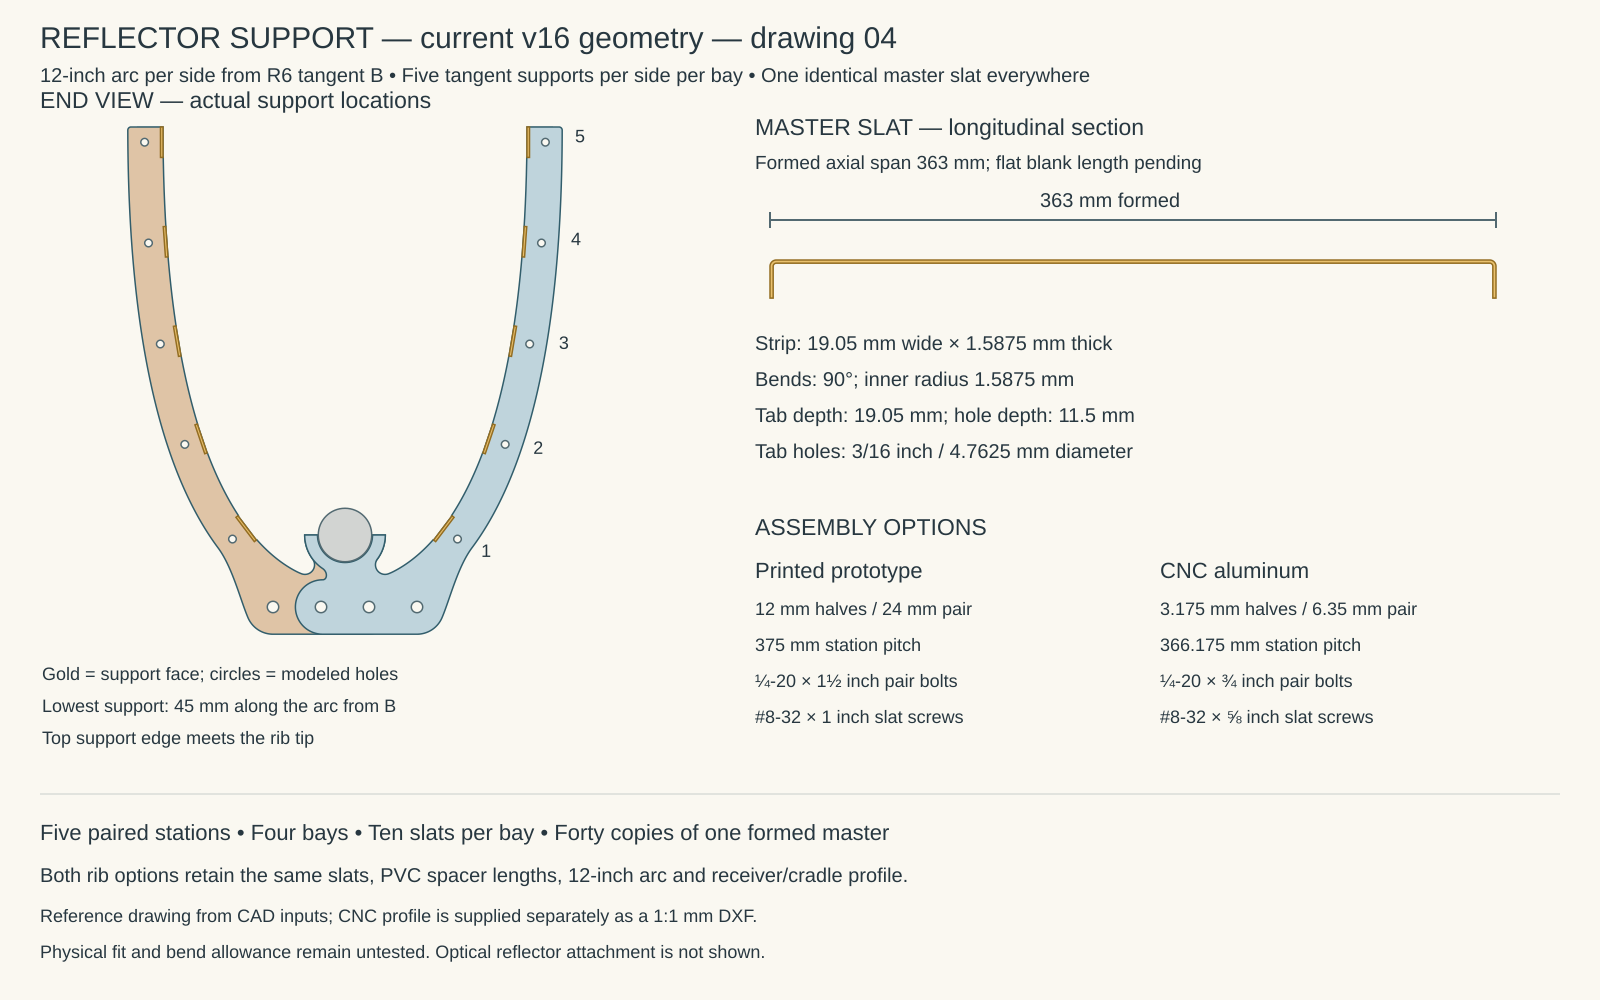 REFLECTOR SUPPORT — current v16 geometry — drawing 04
12-inch arc per side from R6 tangent B • Five tangent supports per side per bay • One identical master slat everywhere
END VIEW — actual support locations
5
4
3
2
1
Gold = support face; circles = modeled holes
Lowest support: 45 mm along the arc from B
Top support edge meets the rib tip
MASTER SLAT — longitudinal section
Formed axial span 363 mm; flat blank length pending
363 mm formed
Strip: 19.05 mm wide × 1.5875 mm thick
Bends: 90°; inner radius 1.5875 mm
Tab depth: 19.05 mm; hole depth: 11.5 mm
Tab holes: 3/16 inch / 4.7625 mm diameter
ASSEMBLY OPTIONS
Printed prototype
12 mm halves / 24 mm pair
375 mm station pitch
¼-20 × 1½ inch pair bolts
#8-32 × 1 inch slat screws
CNC aluminum
3.175 mm halves / 6.35 mm pair
366.175 mm station pitch
¼-20 × ¾ inch pair bolts
#8-32 × ⅝ inch slat screws
Five paired stations • Four bays • Ten slats per bay • Forty copies of one formed master
Both rib options retain the same slats, PVC spacer lengths, 12-inch arc and receiver/cradle profile.
Reference drawing from CAD inputs; CNC profile is supplied separately as a 1:1 mm DXF.
Physical fit and bend allowance remain untested. Optical reflector attachment is not shown.